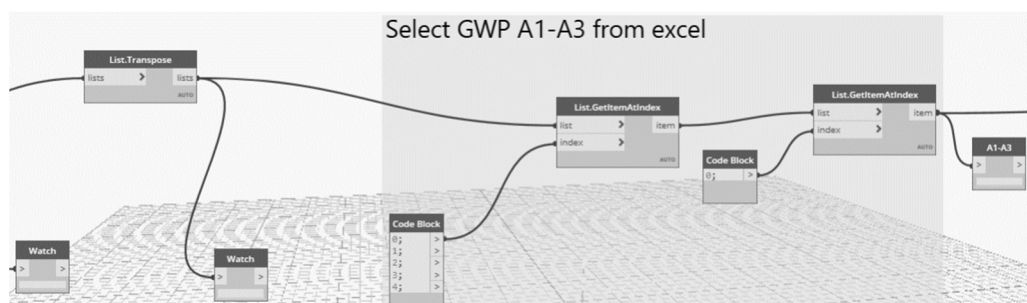 Select GWP A1-A3 from excel
List.Transpose
lists > lists
AUTO
List.GetItemAtIndex
list > item
index >
AUTO
List.GetItemAtIndex
list > item
index >
AUTO
Code Block
0; >
A1-A3
> >
Code Block
0; >
1; >
2; >
3; >
4; >
Watch
> >
Watch
> >